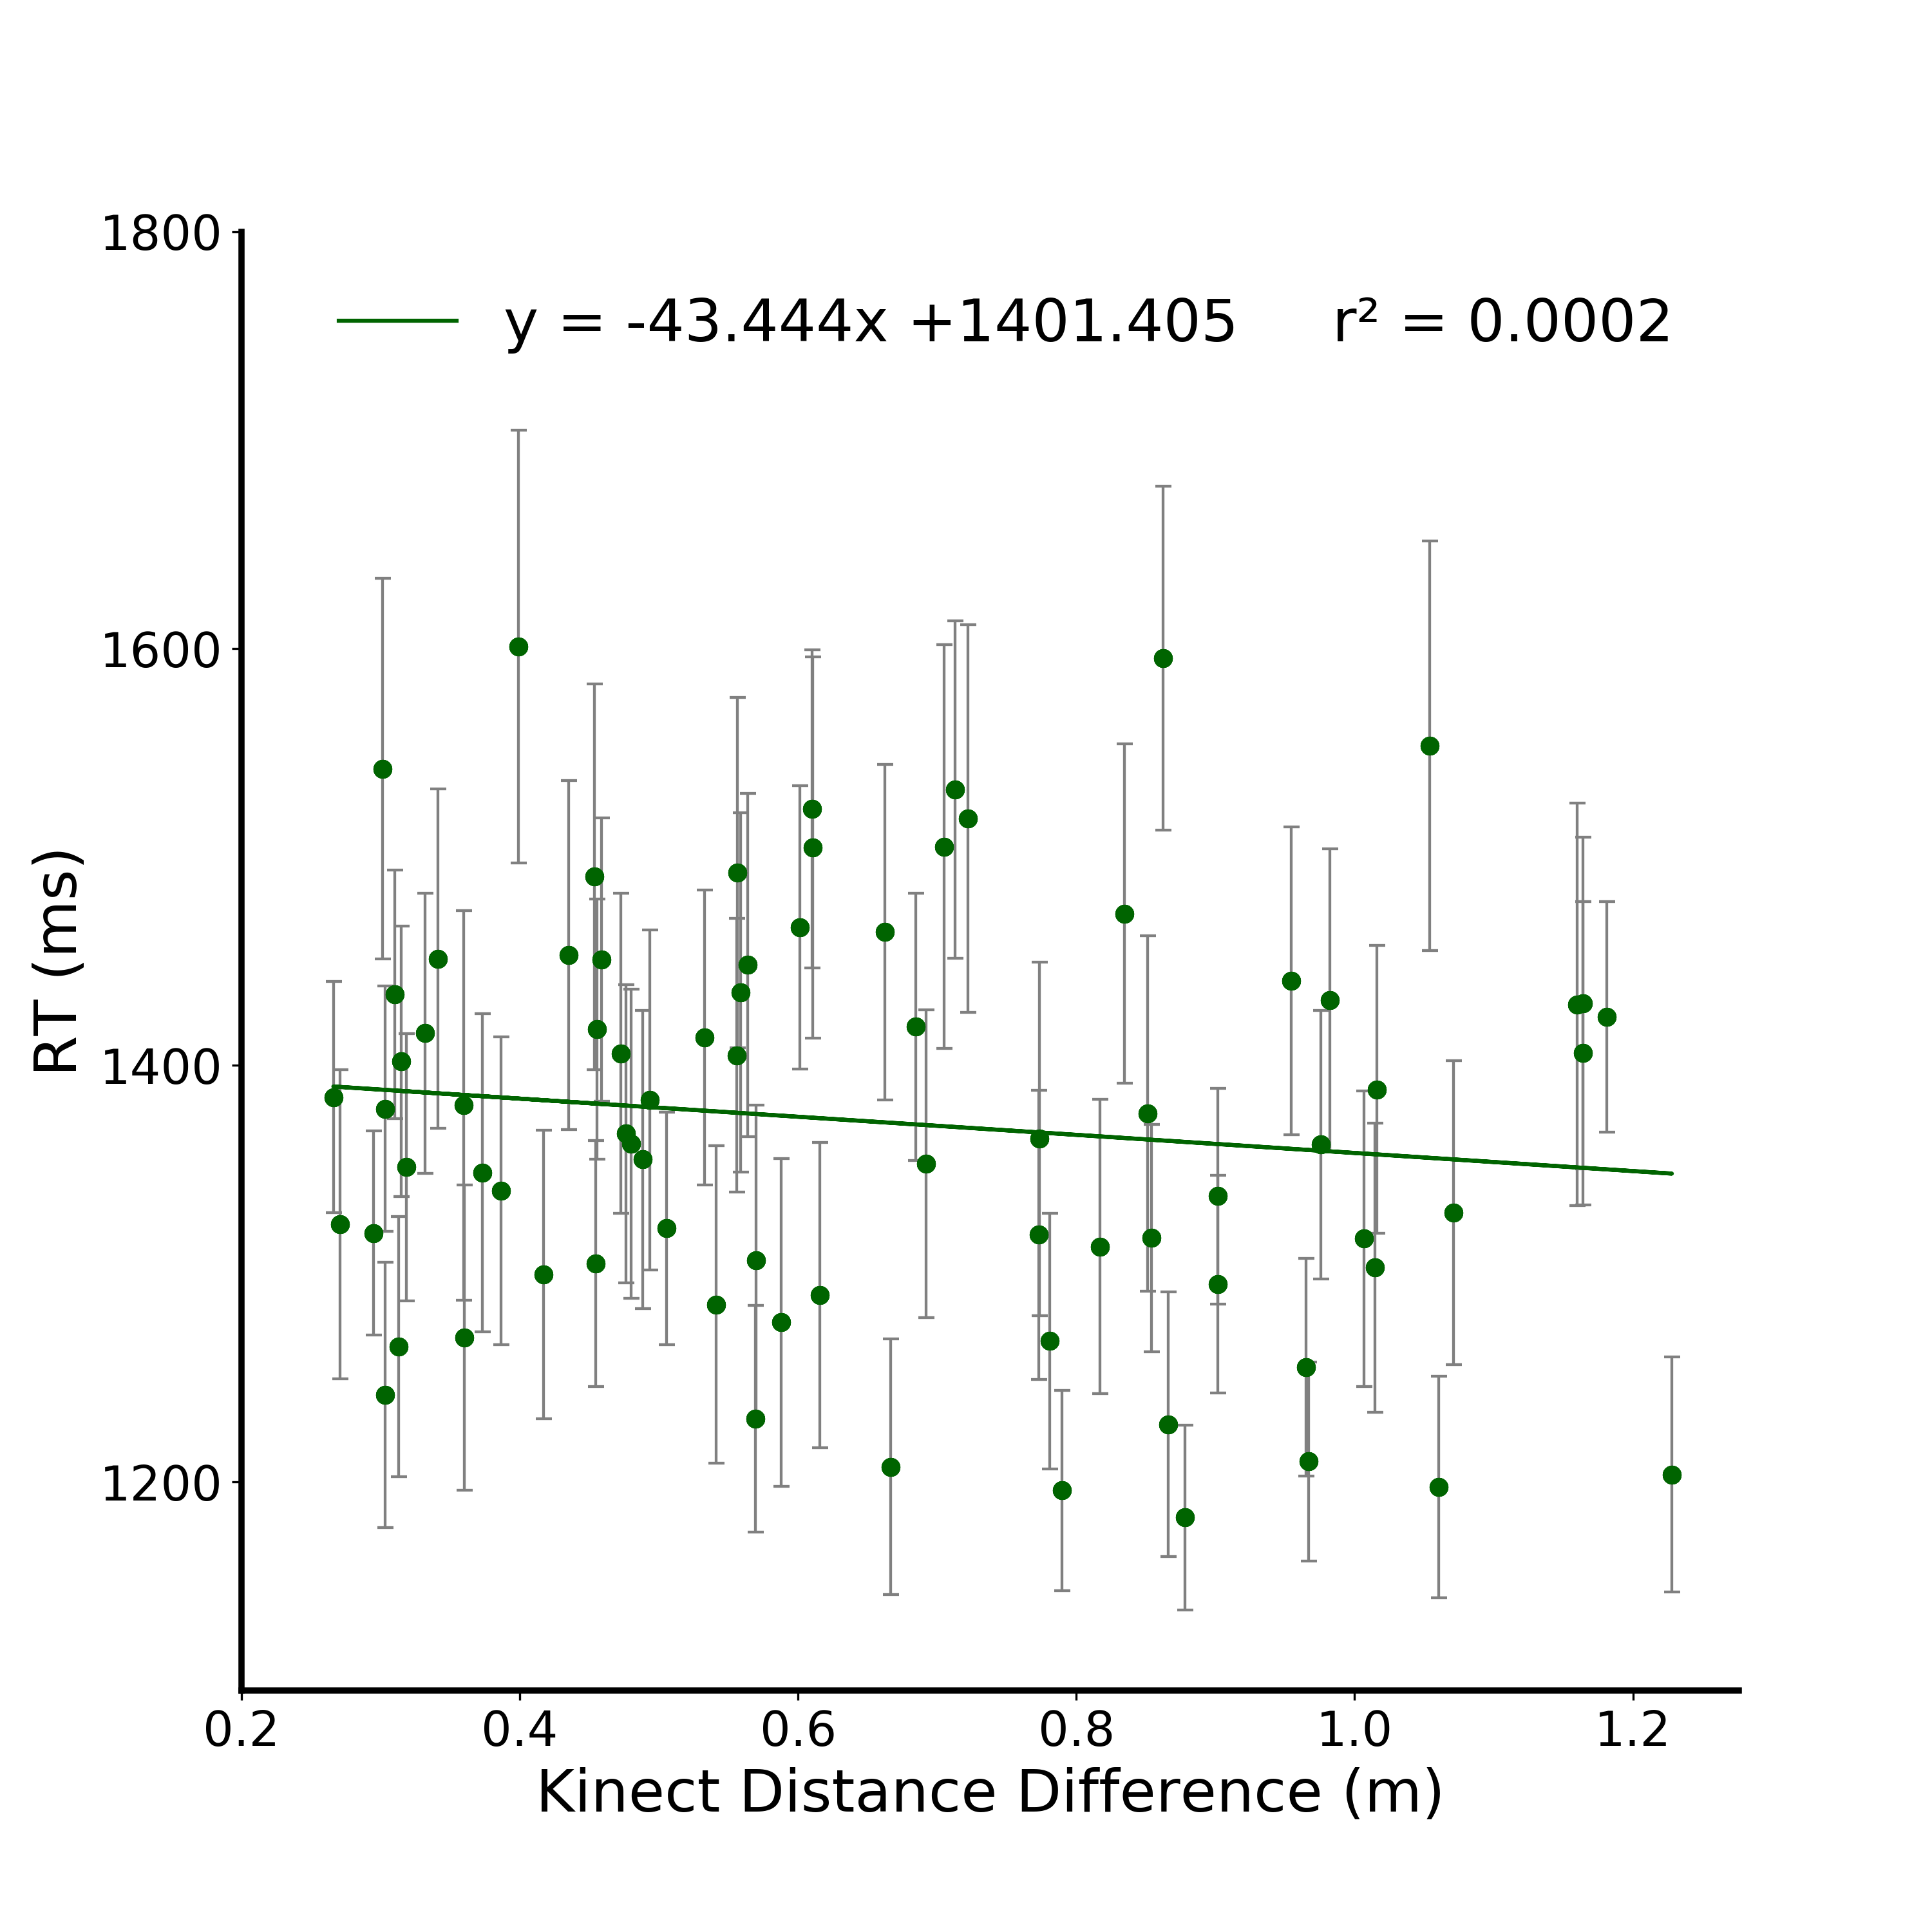 1800
y = -43.444x +1401.405 r² = 0.0002
1600
RT (ms)
1400
1200
0.2 0.4 0.6 0.8 1.0 1.2
Kinect Distance Difference (m)